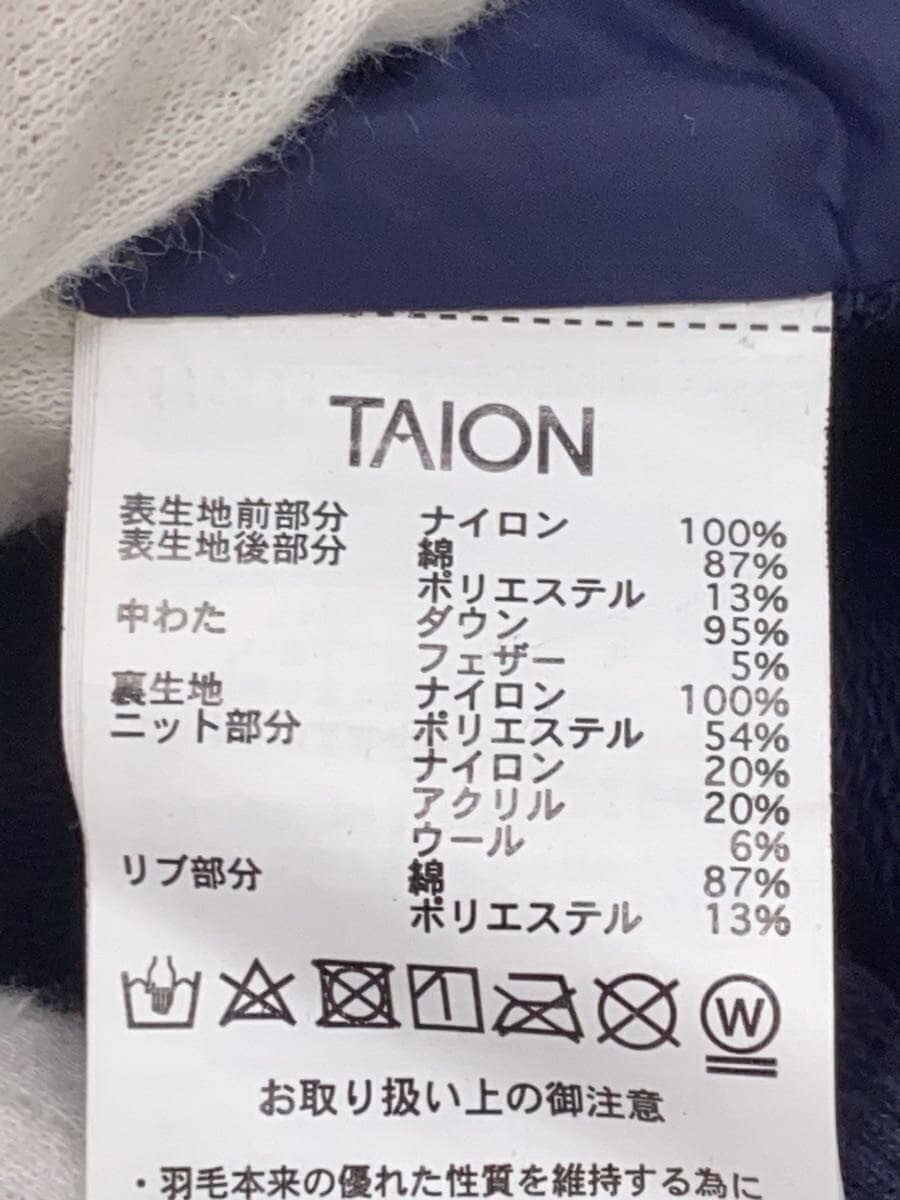 TAION
表生地前部分 ナイロン 100%
表生地後部分 綿 87%
ポリエステル 13%
中わた ダウン 95%
フェザー 5%
裏生地 ナイロン 100%
ニット部分 ポリエステル 54%
ナイロン 20%
アクリル 20%
ウール 6%
リブ部分 綿 87%
ポリエステル 13%
W
お取り扱い上の御注意
・羽毛本来の優れた性質を維持する為に